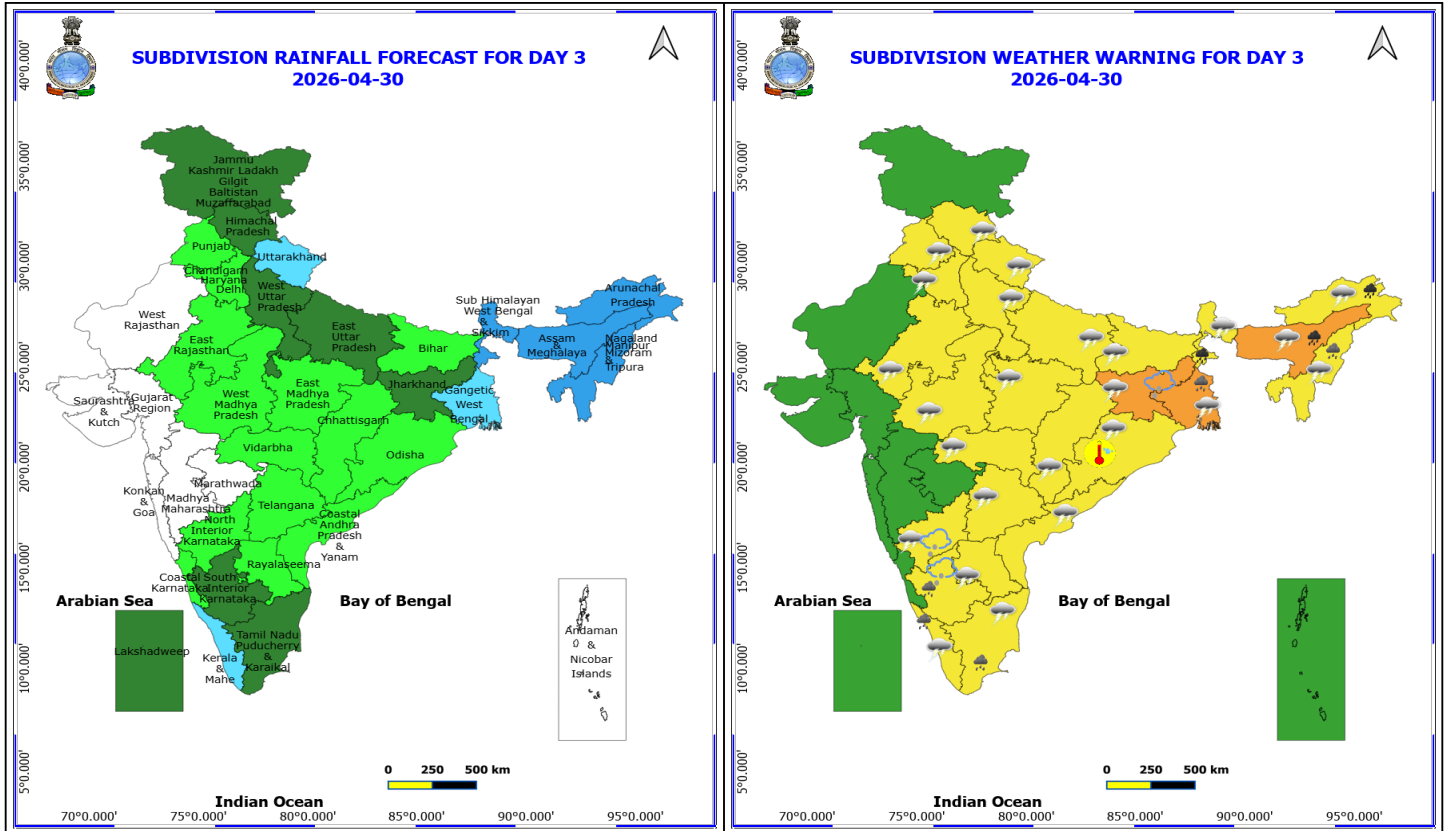 SUBDIVISION RAINFALL FORECAST FOR DAY 3
2026-04-30
40°0.000'
35°0.000'
30°0.000'
25°0.000'
20°0.000'
15°0.000'
10°0.000'
5°0.000'
Jammu
Kashmir Ladakh
Gilgit
Baltistan
Muzaffarabad
Himachal
Pradesh
Punjab
Uttarakhand
Chandigarh
Haryana
Delhi
West
Uttar
Pradesh
West
Rajasthan
East
Rajasthan
East
Uttar
Pradesh
Bihar
Sub Himalayan
West Bengal
&
Sikkim
Arunachal
Pradesh
Assam
&
Meghalaya
Nagaland
Manipur
Mizoram
&
Tripura
Saurashtra
&
Kutch
Gujarat
Region
West
Madhya
Pradesh
East
Madhya
Pradesh
Jharkhand
Gangetic
West
Bengal
Chhattisgarh
Vidarbha
Odisha
Konkan
&
Goa
Madhya
Maharashtra
Marathwada
Telangana
North
Interior
Karnataka
Coastal
Andhra
Pradesh
&
Yanam
Rayalaseema
Coastal
Karnataka
South
Interior
Karnataka
Arabian Sea
Bay of Bengal
Lakshadweep
Kerala
&
Mahe
Tamil Nadu
Puducherry
&
Karaikal
Andaman
&
Nicobar
Islands
0 250 500 km
Indian Ocean
70°0.000' 75°0.000' 80°0.000' 85°0.000' 90°0.000' 95°0.000'
SUBDIVISION WEATHER WARNING FOR DAY 3
2026-04-30
40°0.000'
35°0.000'
30°0.000'
25°0.000'
20°0.000'
15°0.000'
10°0.000'
5°0.000'
Arabian Sea
Bay of Bengal
0 250 500 km
Indian Ocean
70°0.000' 75°0.000' 80°0.000' 85°0.000' 90°0.000' 95°0.000'